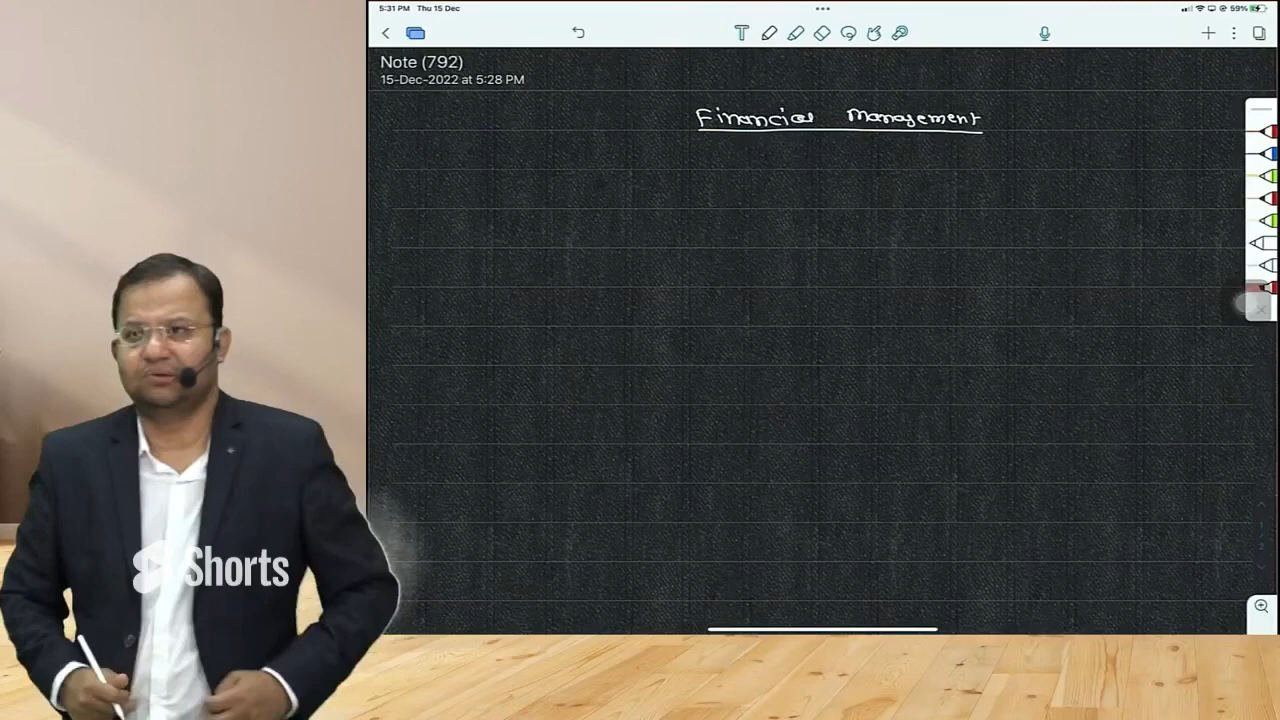 5:31 PM Thu 15 Dec
59%
Note (792)
15-Dec-2022 at 5:28 PM
Financial Management
Shorts